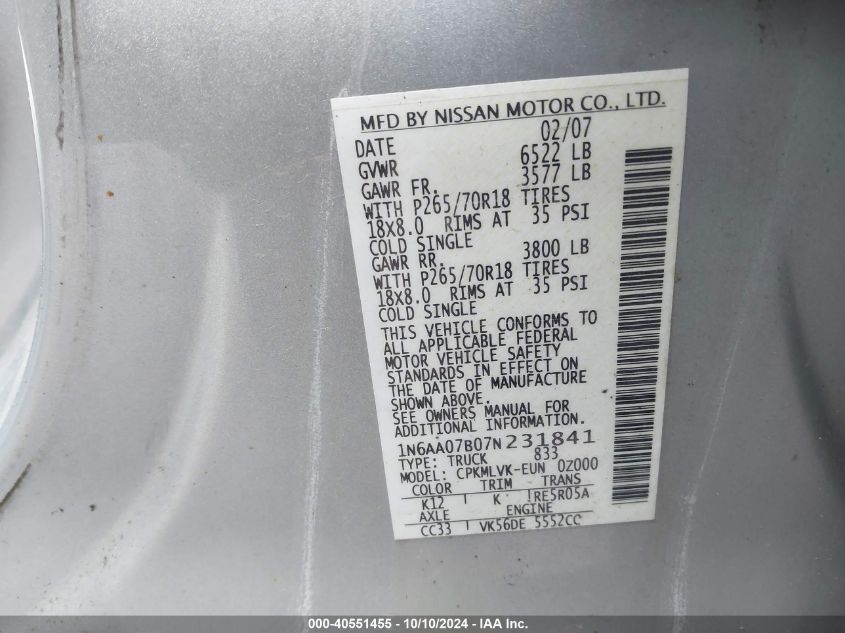 MFD BY NISSAN MOTOR CO., LTD.
DATE 02/07
GVWR 6522 LB
GAWR FR. 3577 LB
WITH P265/70R18 TIRES
18X8.0 RIMS AT 35 PSI
COLD SINGLE
GAWR RR. 3800 LB
WITH P265/70R18 TIRES
18X8.0 RIMS AT 35 PSI
COLD SINGLE
THIS VEHICLE CONFORMS TO
ALL APPLICABLE FEDERAL
MOTOR VEHICLE SAFETY
STANDARDS IN EFFECT ON
THE DATE OF MANUFACTURE
SHOWN ABOVE.
SEE OWNERS MANUAL FOR
ADDITIONAL INFORMATION.
1N6AA07B07N231841
TYPE: TRUCK 833
MODEL: CPKMLVK-EUN 0Z000
COLOR TRIM TRANS
K12 K RE5R05A
AXLE ENGINE
CC33 VK56DE 5552CC
000-40551455 - 10/10/2024 - IAA Inc.